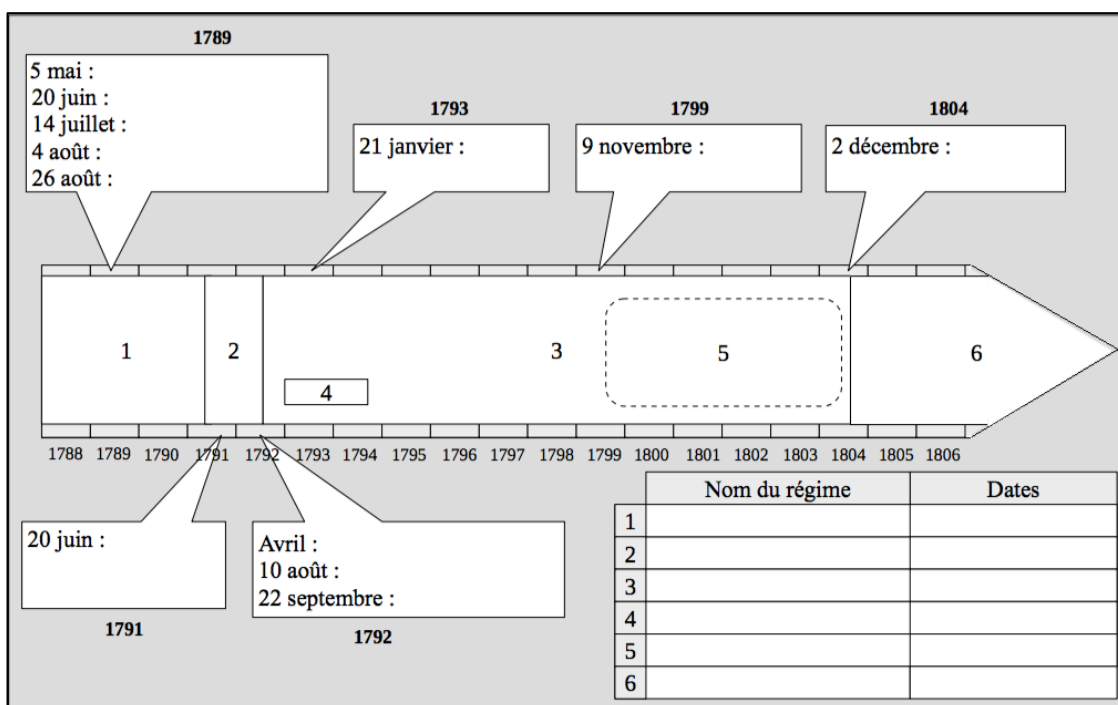 1789
5 mai :
20 juin :
14 juillet :
4 août :
26 août :
1793
21 janvier :
1799
9 novembre :
1804
2 décembre :
1 2 3 4 5 6
1788 1789 1790 1791 1792 1793 1794 1795 1796 1797 1798 1799 1800 1801 1802 1803 1804 1805 1806
20 juin :
1791
Avril :
10 août :
22 septembre :
1792
Nom du régime Dates
1
2
3
4
5
6